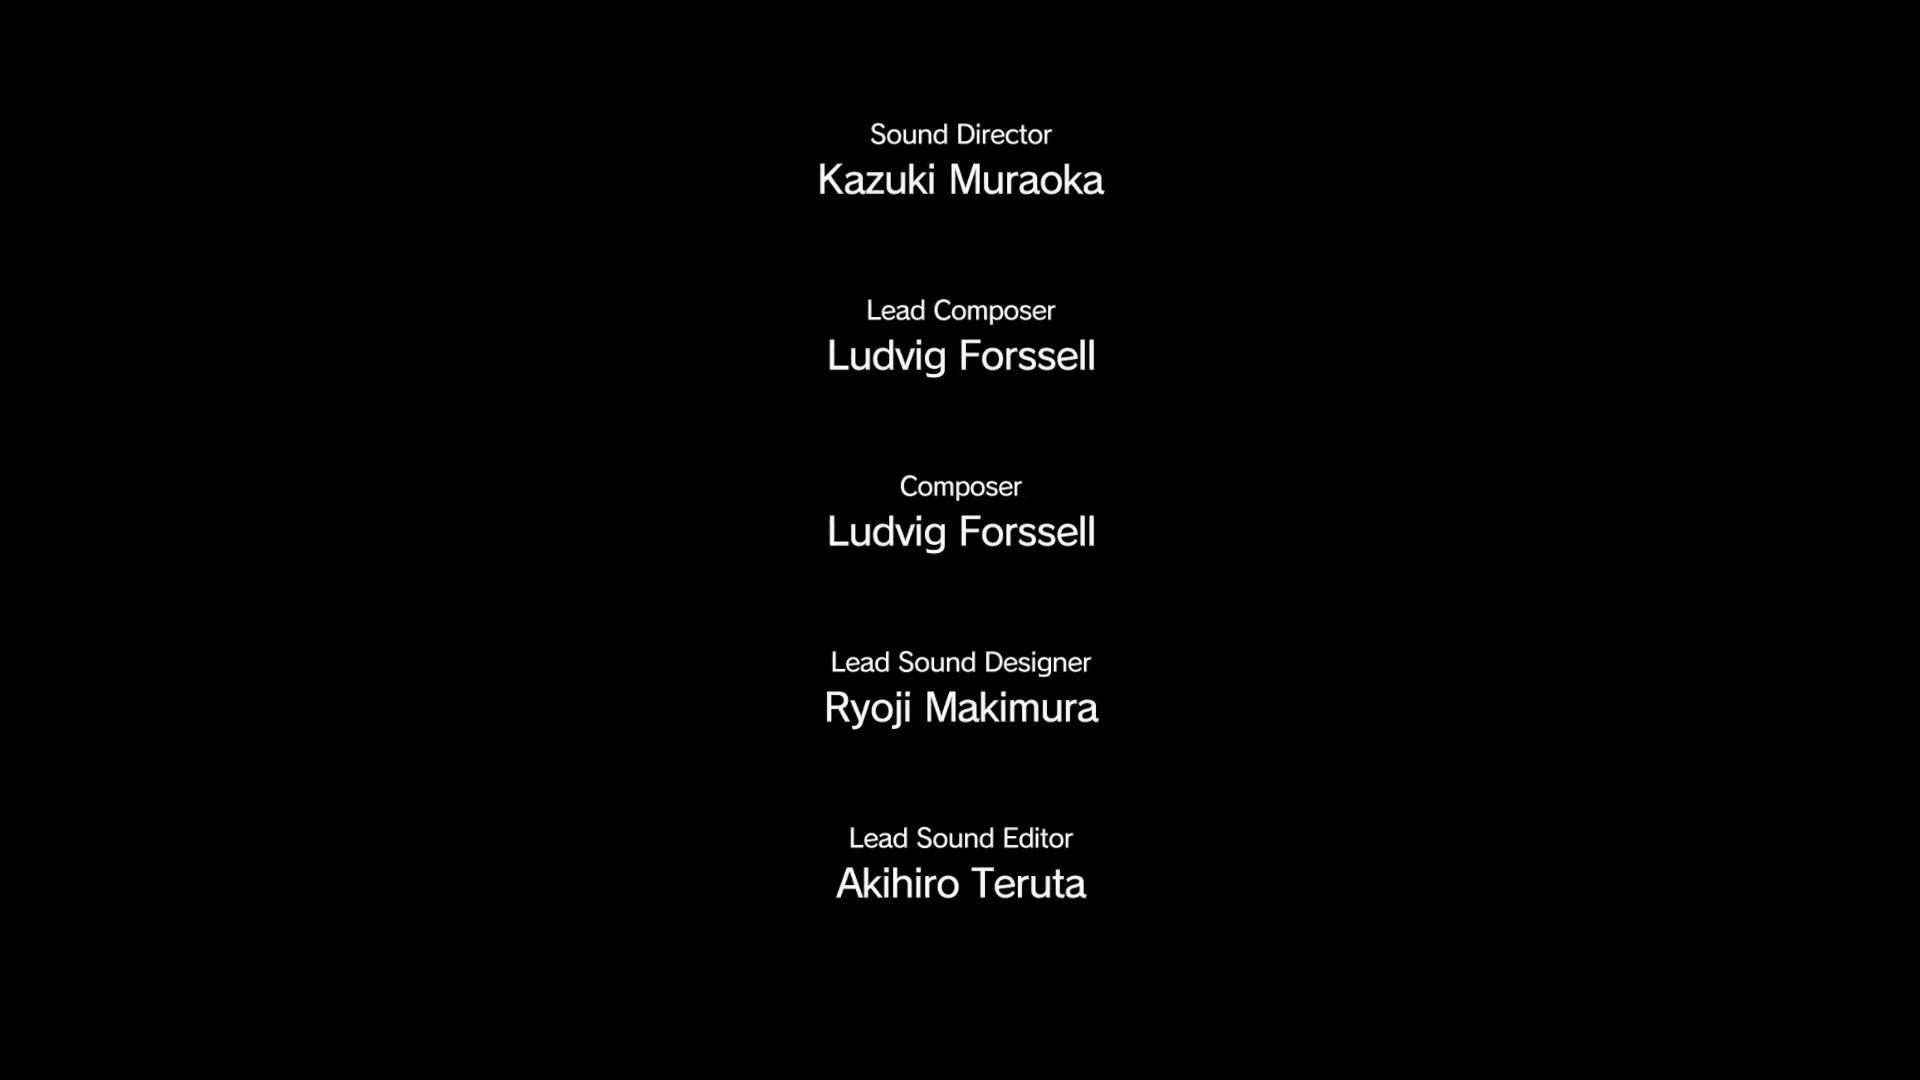 Sound Director
Kazuki Muraoka
Lead Composer
Ludvig Forssell
Composer
Ludvig Forssell
Lead Sound Designer
Ryoji Makimura
Lead Sound Editor
Akihiro Teruta